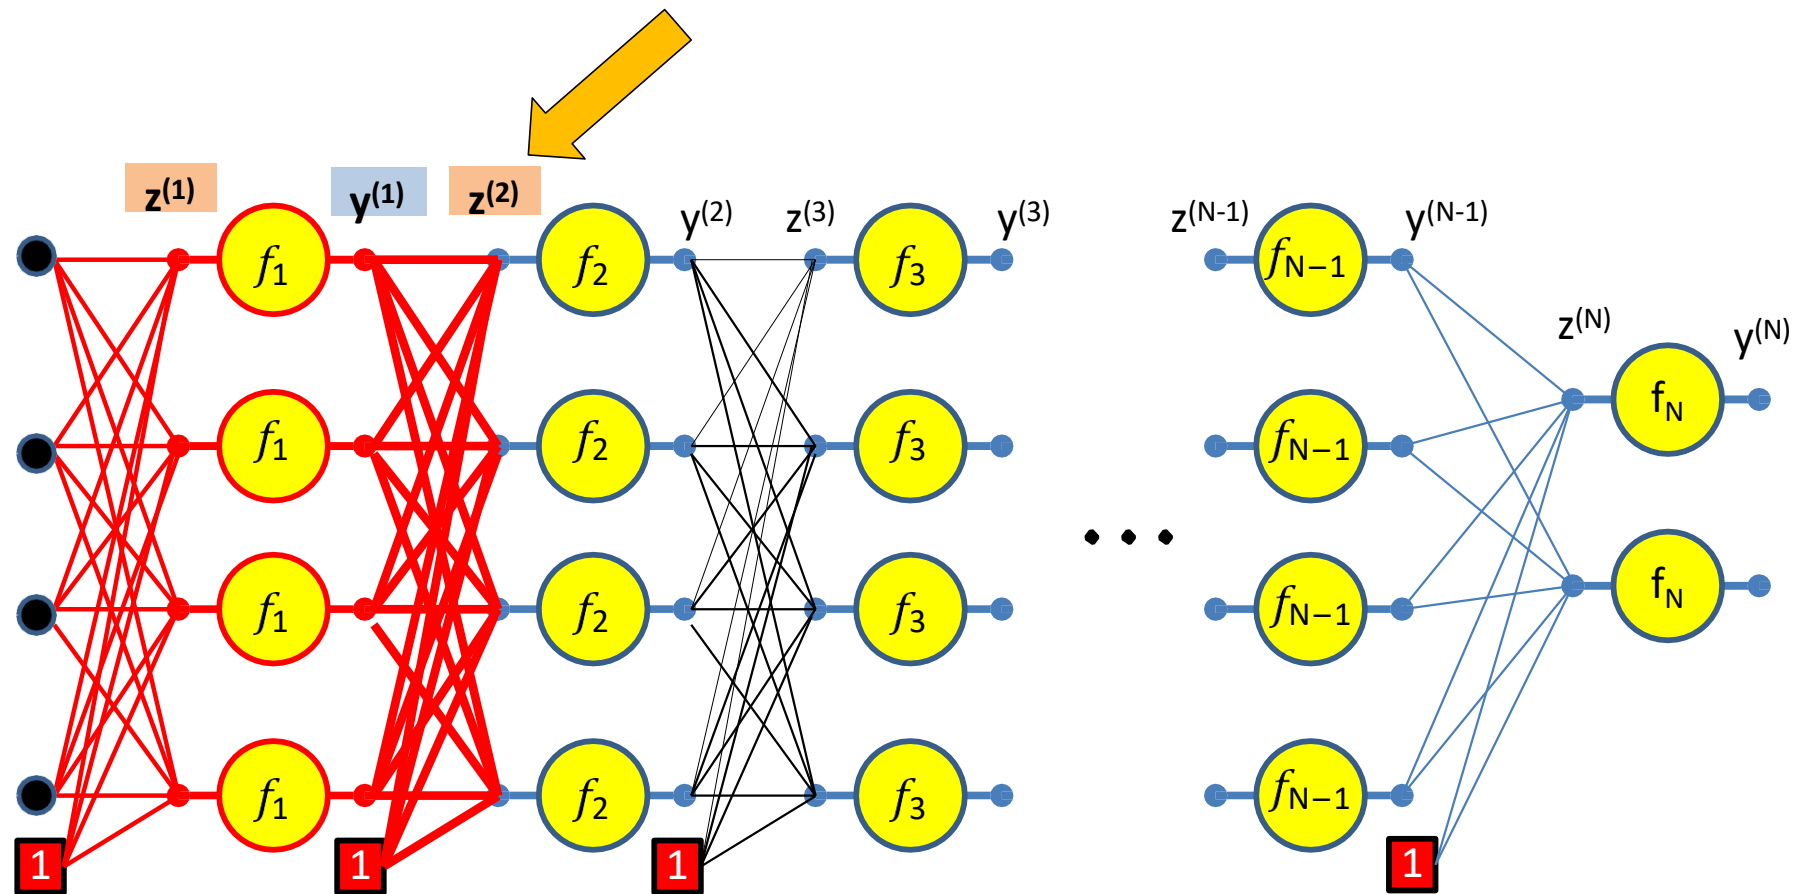 z(1) y(1) z(2) y(2) z(3) y(3) z(N-1) y(N-1)
f1 f2 f3 fN−1
z(N) y(N)
fN
f1 f2 f3 fN−1
fN
f1 f2 f3 fN−1
f1 f2 f3 fN−1
1 1 1 1